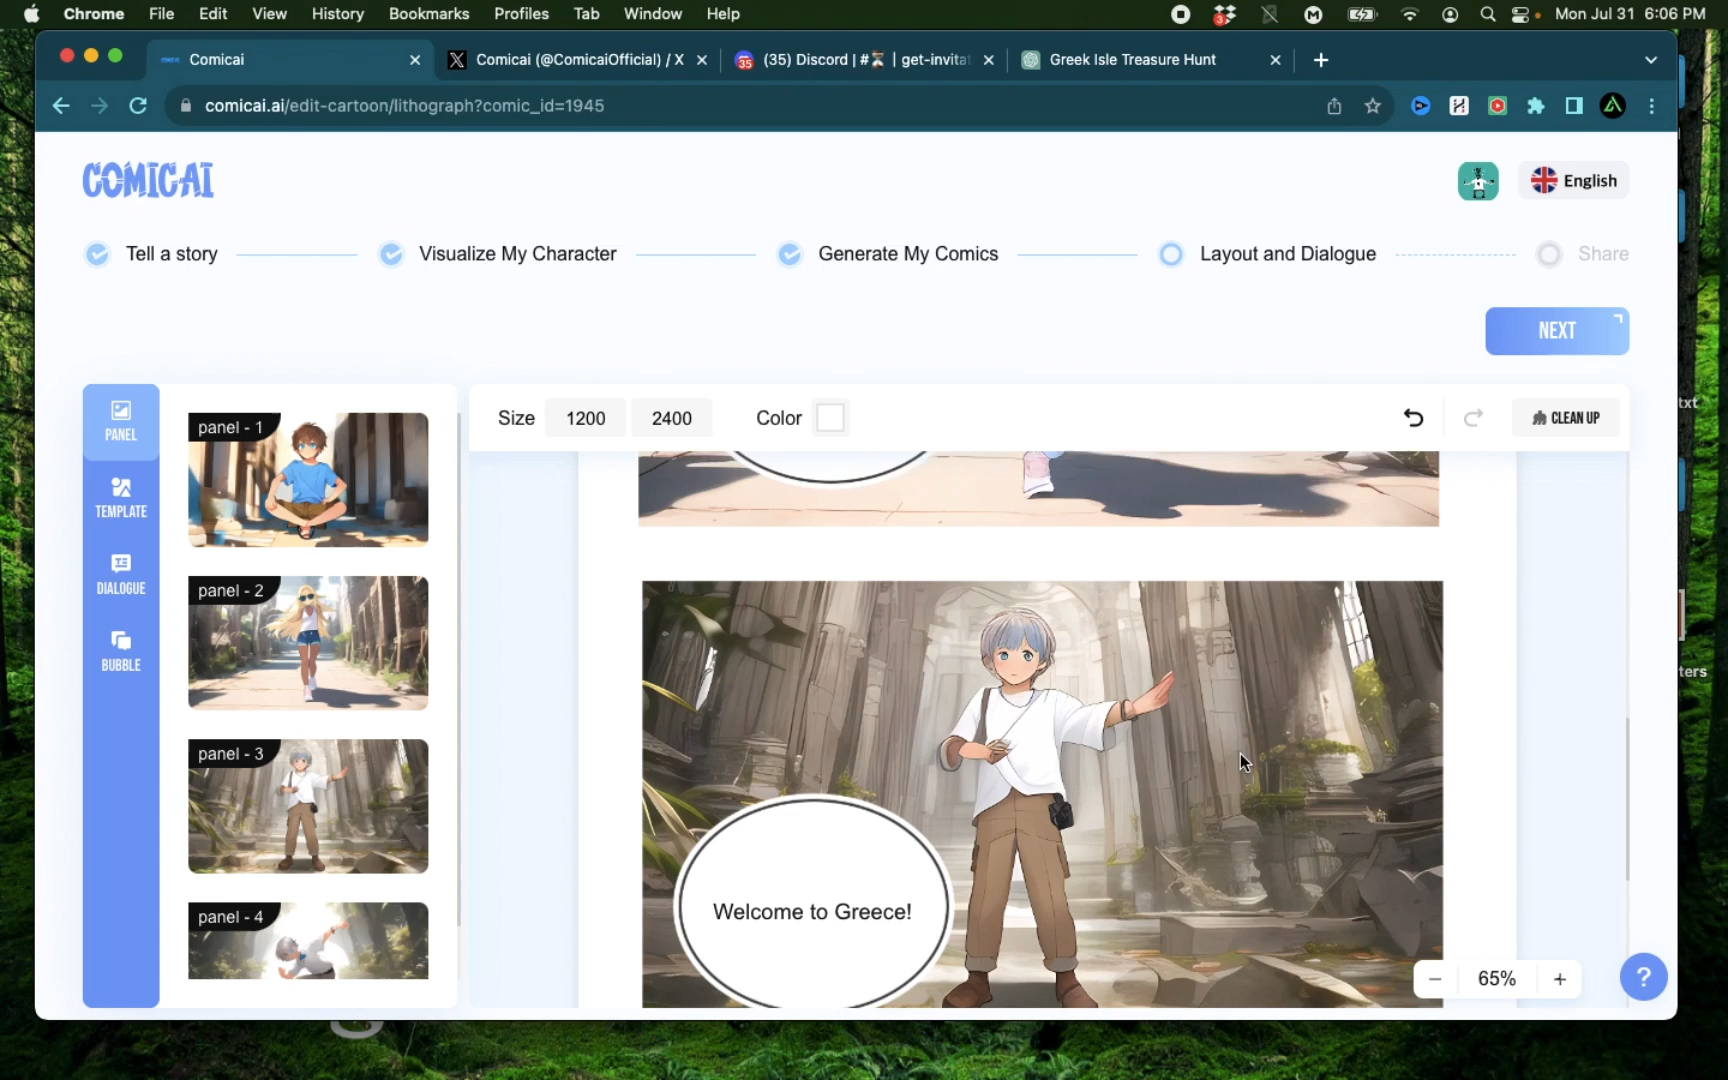 Chrome File Edit View History Bookmarks Profiles Tab Window Help
3 M Mon Jul 31 6:06 PM
Comicai
Comicai (@ComicaiOfficial) / X
35 (35) Discord | #⏳ | get-invitat
Greek Isle Treasure Hunt
comicai.ai/edit-cartoon/lithograph?comic_id=1945
COMICAI
English
Tell a story
Visualize My Character
Generate My Comics
Layout and Dialogue
Share
NEXT
PANEL
TEMPLATE
DIALOGUE
BUBBLE
panel - 1
panel - 2
panel - 3
panel - 4
Size 1200 2400 Color
CLEAN UP
Welcome to Greece!
65%
?
txt
ters